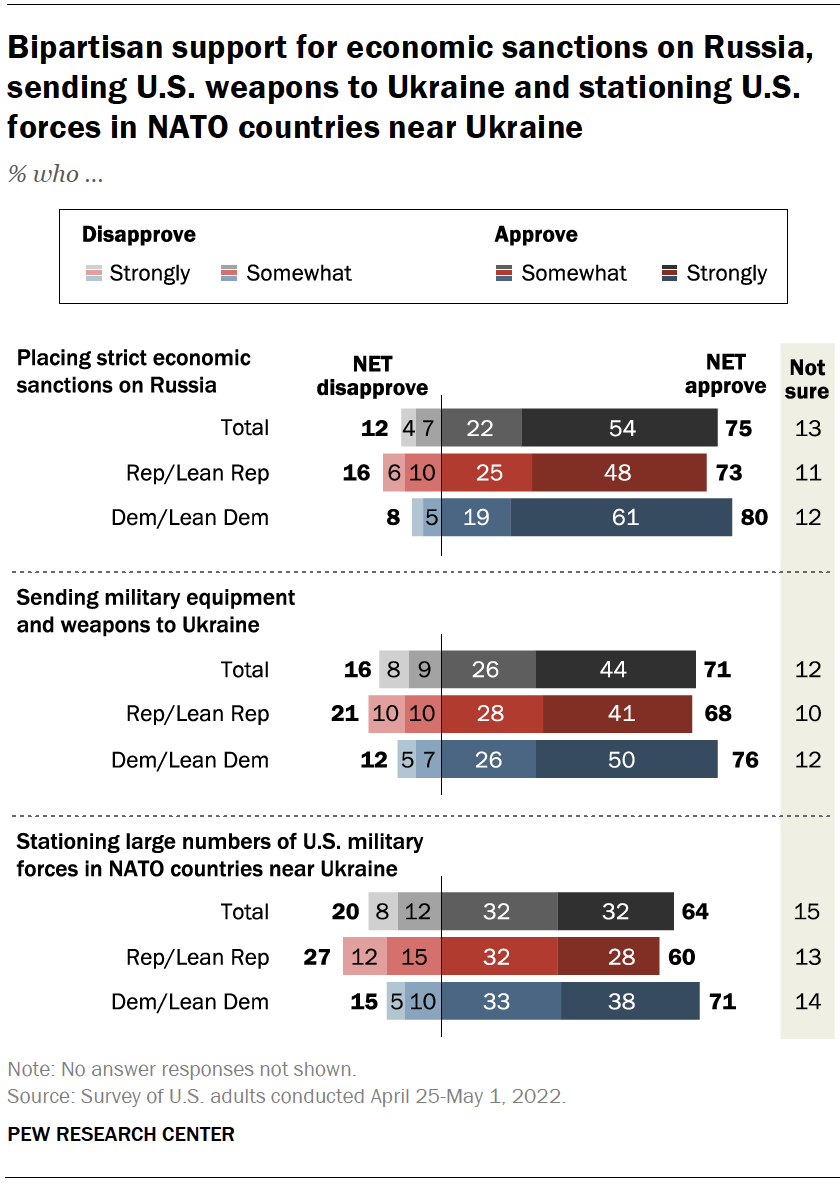 Bipartisan support for economic sanctions on Russia,
sending U.S. weapons to Ukraine and stationing U.S.
forces in NATO countries near Ukraine
% who ...
Disapprove Approve
Strongly Somewhat Somewhat Strongly
Placing strict economic
sanctions on Russia
NET
disapprove
NET
approve
Not
sure
Total 12 4 7 22 54 75 13
Rep/Lean Rep 16 6 10 25 48 73 11
Dem/Lean Dem 8 5 19 61 80 12
Sending military equipment
and weapons to Ukraine
Total 16 8 9 26 44 71 12
Rep/Lean Rep 21 10 10 28 41 68 10
Dem/Lean Dem 12 5 7 26 50 76 12
Stationing large numbers of U.S. military
forces in NATO countries near Ukraine
Total 20 8 12 32 32 64 15
Rep/Lean Rep 27 12 15 32 28 60 13
Dem/Lean Dem 15 5 10 33 38 71 14
Note: No answer responses not shown.
Source: Survey of U.S. adults conducted April 25-May 1, 2022.
PEW RESEARCH CENTER